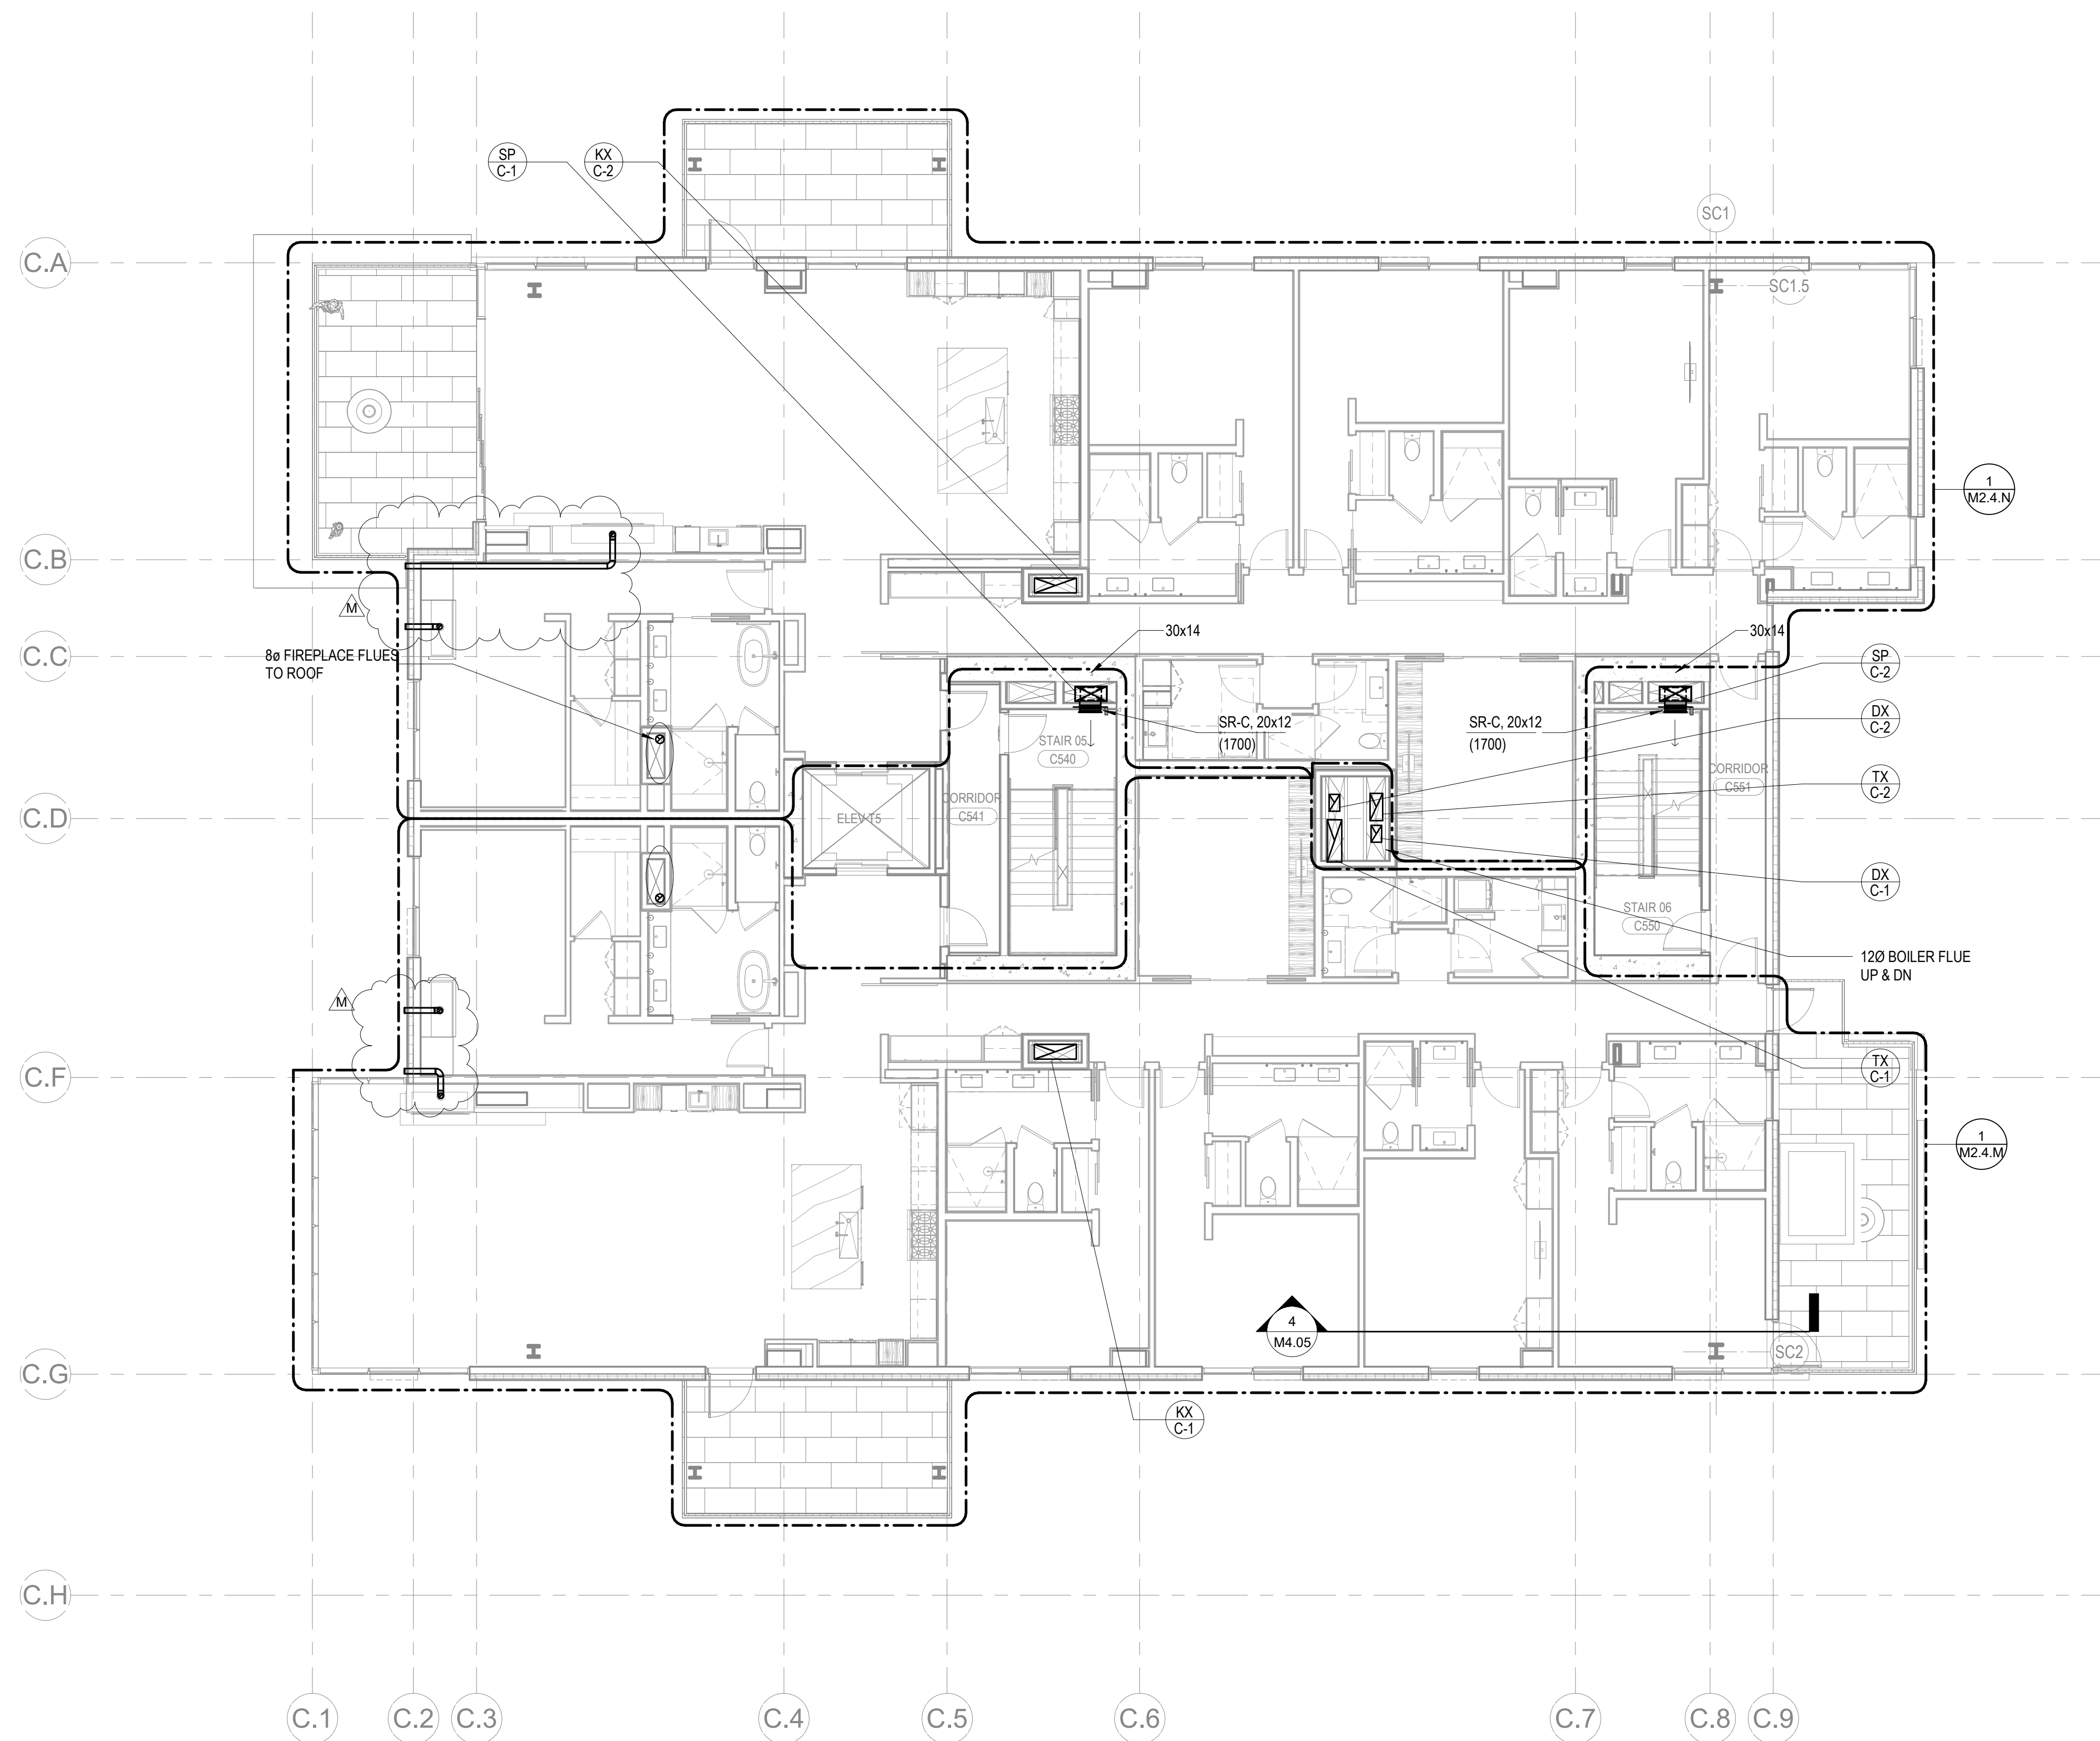 SP
C-1
KX
C-2
SC1
C.A
SC1.5
1
M2.4.N
C.B
M
C.C
8ø FIREPLACE FLUES
TO ROOF
30x14
30x14
SP
C-2
SR-C, 20x12
(1700)
SR-C, 20x12
(1700)
DX
C-2
STAIR 05
C540
CORRIDOR
C551
TX
C-2
CORRIDOR
C541
C.D
ELEV T5
DX
C-1
STAIR 06
C550
12Ø BOILER FLUE
UP & DN
M
C.F
TX
C-1
1
M2.4.M
4
M4.05
SC2
C.G
KX
C-1
C.H
C.1
C.2
C.3
C.4
C.5
C.6
C.7
C.8
C.9